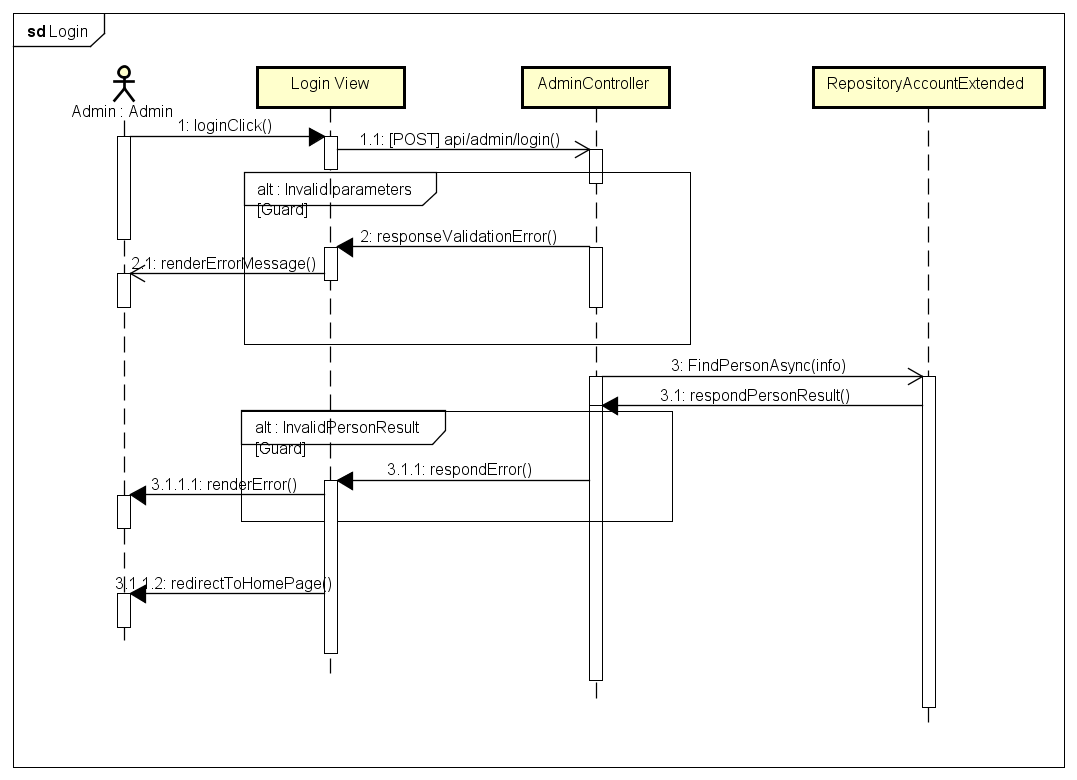 sd Login
Admin : Admin
Login View
AdminController
RepositoryAccountExtended
1: loginClick()
1.1: [POST] api/admin/login()
alt : Invalid parameters
[Guard]
2: responseValidationError()
2.1: renderErrorMessage()
3: FindPersonAsync(info)
3.1: respondPersonResult()
alt : InvalidPersonResult
[Guard]
3.1.1: respondError()
3.1.1.1: renderError()
3.1.1.2: redirectToHomePage()